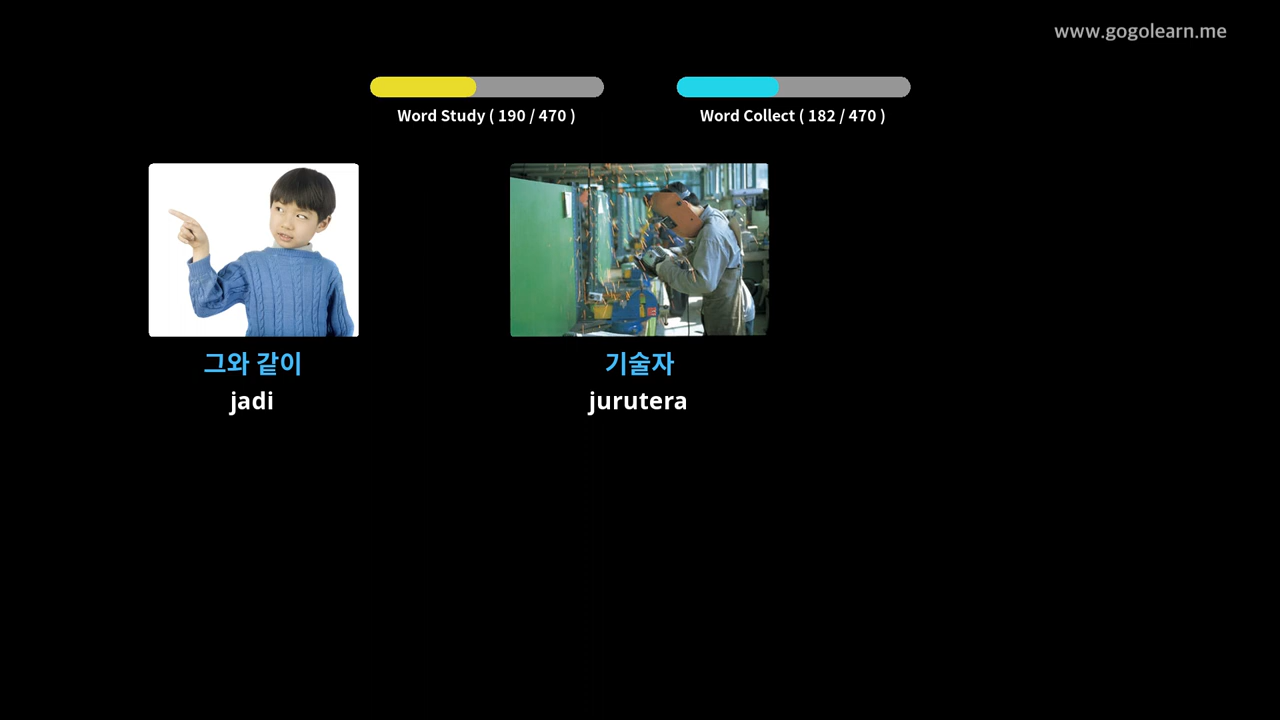 www.gogolearn.me
Word Study ( 190 / 470 )
Word Collect ( 182 / 470 )
그와 같이
jadi
기술자
jurutera